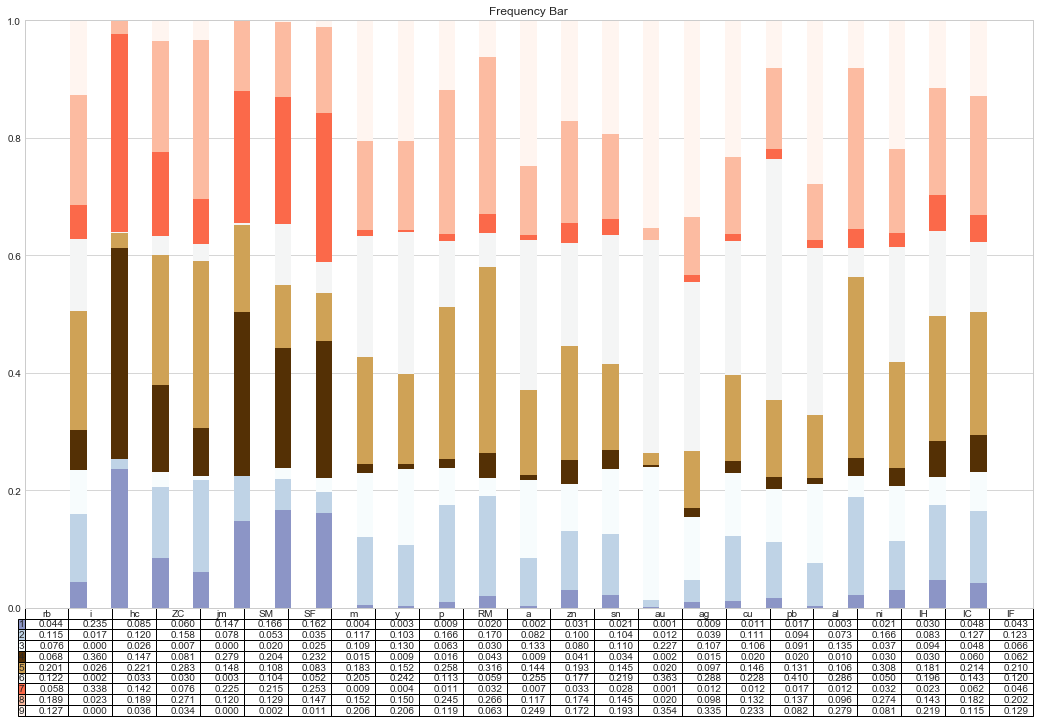 Frequency Bar
1.0
0.8
0.6
0.4
0.2
0.0
rb i hc ZC jm SM SF m y p RM a zn sn au ag cu pb al ni IH IC IF
1 0.044 0.235 0.085 0.060 0.147 0.166 0.162 0.004 0.003 0.009 0.020 0.002 0.031 0.021 0.001 0.009 0.011 0.017 0.003 0.021 0.030 0.048 0.043
2 0.115 0.017 0.120 0.158 0.078 0.053 0.035 0.117 0.103 0.166 0.170 0.082 0.100 0.104 0.012 0.039 0.111 0.094 0.073 0.166 0.083 0.127 0.123
3 0.076 0.000 0.026 0.007 0.000 0.020 0.025 0.109 0.130 0.063 0.030 0.133 0.080 0.110 0.227 0.107 0.106 0.091 0.135 0.037 0.094 0.048 0.066
0.068 0.360 0.147 0.081 0.279 0.204 0.232 0.015 0.009 0.016 0.043 0.009 0.041 0.034 0.002 0.015 0.020 0.020 0.010 0.030 0.030 0.060 0.062
5 0.201 0.026 0.221 0.283 0.148 0.108 0.083 0.183 0.152 0.258 0.316 0.144 0.193 0.145 0.020 0.097 0.146 0.131 0.106 0.308 0.181 0.214 0.210
6 0.122 0.002 0.033 0.030 0.003 0.104 0.052 0.205 0.242 0.113 0.059 0.255 0.177 0.219 0.363 0.288 0.228 0.410 0.286 0.050 0.196 0.143 0.120
7 0.058 0.338 0.142 0.076 0.225 0.215 0.253 0.009 0.004 0.011 0.032 0.007 0.033 0.028 0.001 0.012 0.012 0.017 0.012 0.032 0.023 0.062 0.046
8 0.189 0.023 0.189 0.271 0.120 0.129 0.147 0.152 0.150 0.245 0.266 0.117 0.174 0.145 0.020 0.098 0.132 0.137 0.096 0.274 0.143 0.182 0.202
9 0.127 0.000 0.036 0.034 0.000 0.002 0.011 0.206 0.206 0.119 0.063 0.249 0.172 0.193 0.354 0.335 0.233 0.082 0.279 0.081 0.219 0.115 0.129